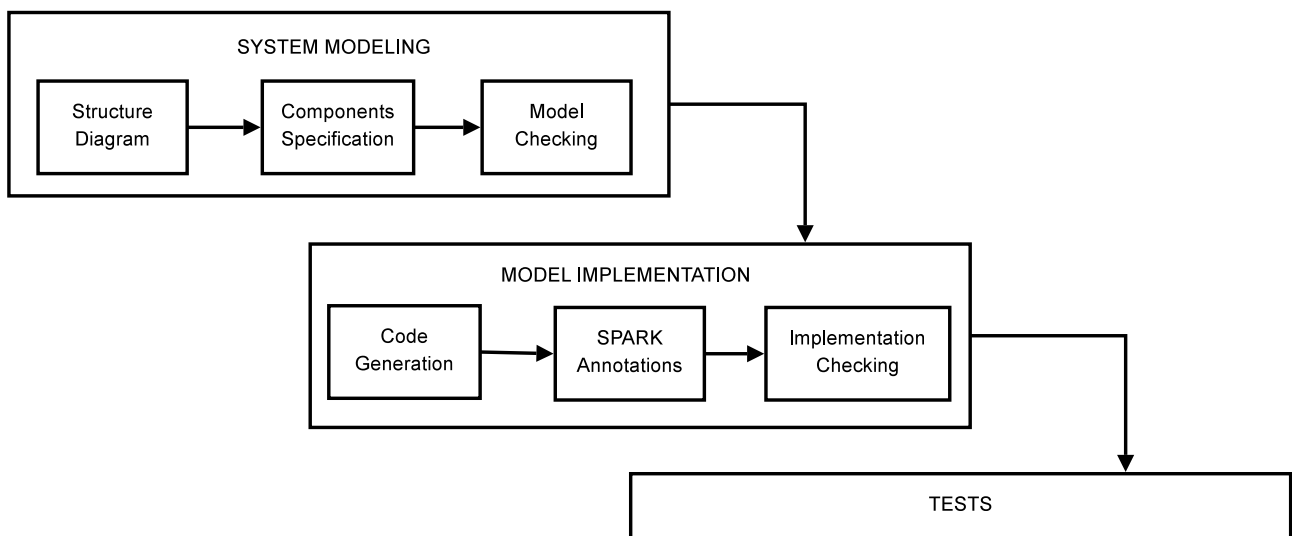 SYSTEM MODELING
Structure
Diagram
Components
Specification
Model
Checking
MODEL IMPLEMENTATION
Code
Generation
SPARK
Annotations
Implementation
Checking
TESTS